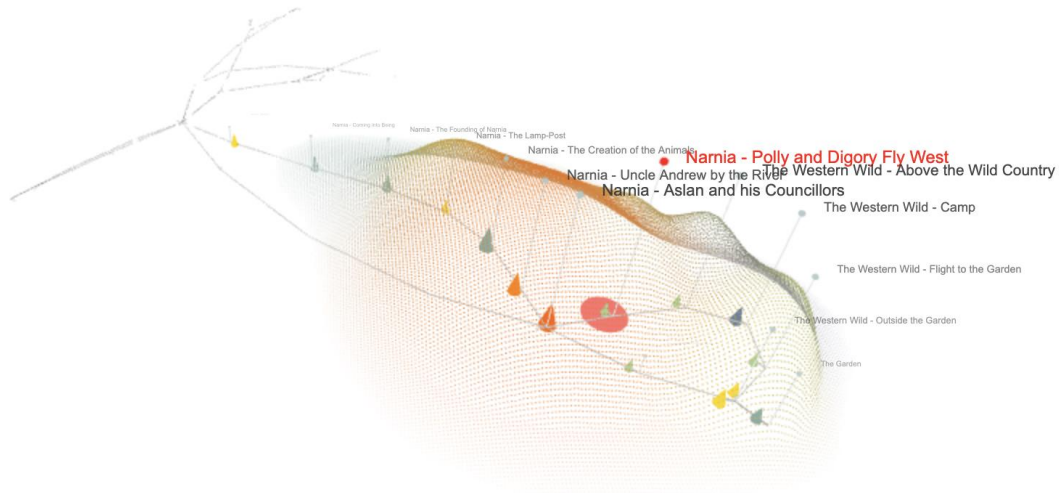 Narnia - Coming into Being
Narnia - The Founding of Narnia
Narnia - The Lamp-Post
Narnia - The Creation of the Animals
Narnia - Polly and Digory Fly West
Narnia - Uncle Andrew by the River
The Western Wild - Above the Wild Country
Narnia - Aslan and his Councillors
The Western Wild - Camp
The Western Wild - Flight to the Garden
The Western Wild - Outside the Garden
The Garden